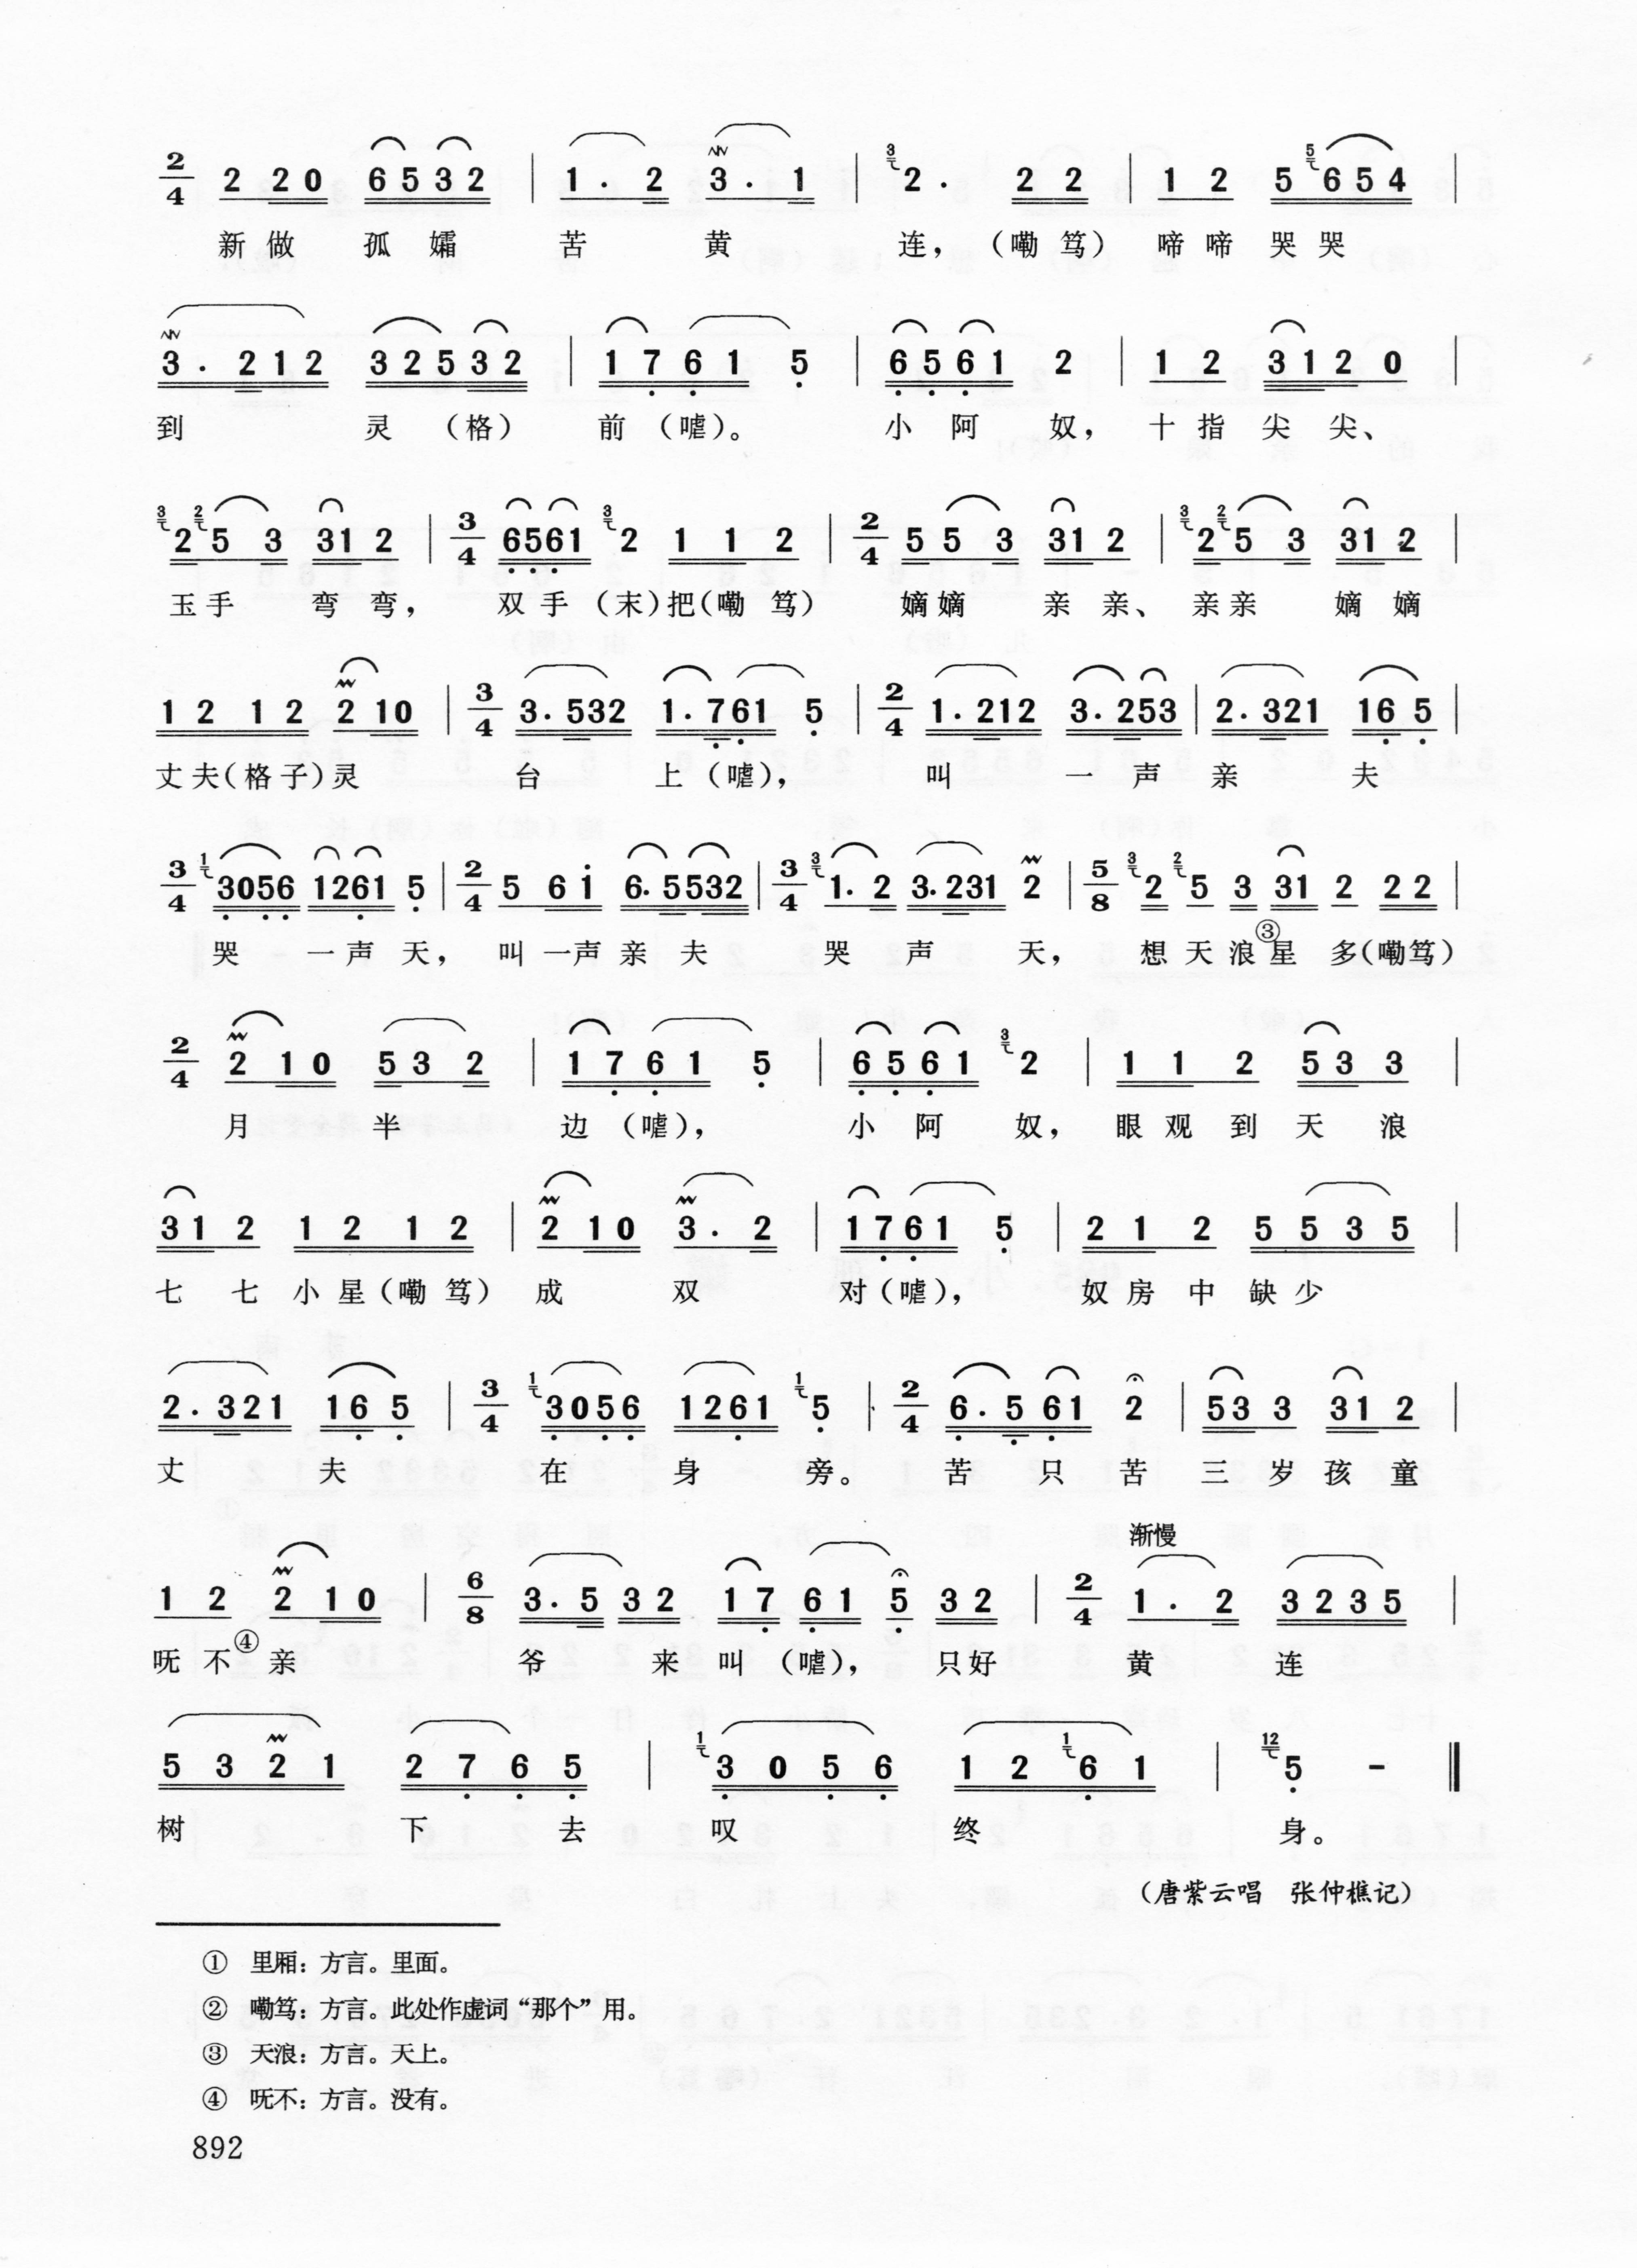 2/4 2 2 0 6 5 3 2 | 1 · 2 3 · 1 | 3 2 · 2 2 | 1 2 5 5 6 5 4 |
新做 孤孀 苦 黄 连，（嘞笃）啼啼哭哭
3 · 2 1 2 3 2 5 3 2 | 1 7 6 1 5 | 6 5 6 1 2 | 1 2 3 1 2 0 |
到 灵（格）前（嘘）。 小阿奴，十指尖尖、
3 2 2 5 3 3 1 2 | 3/4 6 5 6 1 3 2 1 1 2 | 2/4 5 5 3 3 1 2 | 3 2 2 5 3 3 1 2 |
玉手弯弯， 双手（末）把（嘞笃） 嫡嫡亲亲、亲亲嫡嫡
1 2 1 2 2 1 0 | 3/4 3 · 5 3 2 1 · 7 6 1 5 | 2/4 1 · 2 1 2 3 · 2 5 3 | 2 · 3 2 1 1 6 5 |
丈夫（格子）灵 台 上（嘘）， 叫 一声亲 夫
3/4 1 3 0 5 6 1 2 6 1 5 | 2/4 5 6 1 6 · 5 5 3 2 | 3/4 3 1 · 2 3 · 2 3 1 2 | 5/8 3 2 2 5 3 3 1 2 2 2 |
哭 一声天， 叫一声亲夫 哭声 天， 想天浪③星多（嘞笃）
2/4 2 1 0 5 3 2 | 1 7 6 1 5 | 6 5 6 1 3 2 | 1 1 2 5 3 3 |
月 半 边（嘘）， 小阿奴， 眼观到天浪
3 1 2 1 2 1 2 | 2 1 0 3 · 2 | 1 7 6 1 5 | 2 1 2 5 5 3 5 |
七七小星（嘞笃）成 双 对（嘘）， 奴房中缺少
2 · 3 2 1 1 6 5 | 3/4 1 3 0 5 6 1 2 6 1 1 5 | 2/4 6 · 5 6 1 2 | 5 3 3 3 1 2 |
丈 夫 在 身 旁。 苦只苦三岁孩童
渐慢
1 2 2 1 0 | 6/8 3 · 5 3 2 1 7 6 1 5 3 2 | 2/4 1 · 2 3 2 3 5 |
呒不④亲 爷 来叫（嘘）， 只好 黄 连
5 3 2 1 2 7 6 5 | 1 3 0 5 6 1 2 1 6 1 | 12 5 - ‖
树 下 去 叹 终 身。
（唐紫云唱 张仲樵记）
① 里厢：方言。里面。
② 嘞笃：方言。此处作虚词“那个”用。
③ 天浪：方言。天上。
④ 呒不：方言。没有。
892